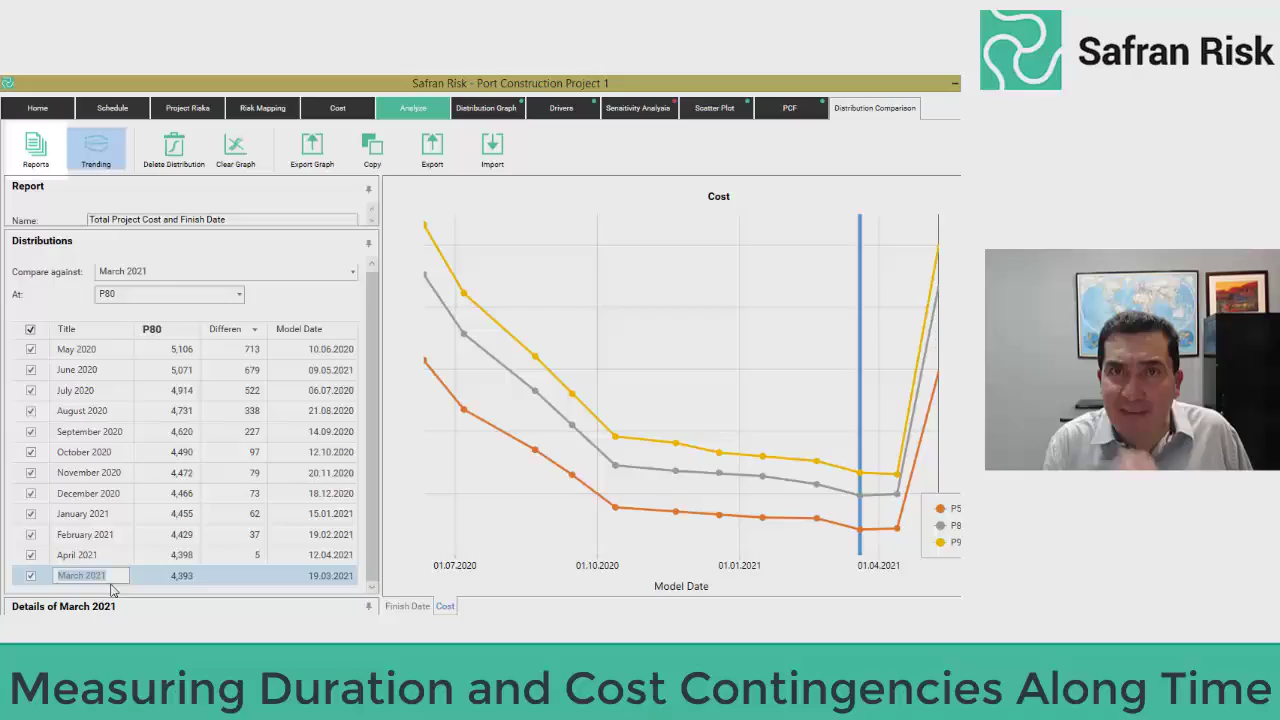 Safran Risk
Safran Risk - Port Construction Project 1
Home Schedule Project Risks Risk Mapping Cost Analyze Distribution Graph Drivers Sensitivity Analysis Scatter Plot PCF Distribution Comparison
Reports Trending Delete Distribution Clear Graph Export Graph Copy Export Import
Report
Name: Total Project Cost and Finish Date
Distributions
Compare against: March 2021
At: P80
Title P80 Differen Model Date
May 2020 5,106 713 10.06.2020
June 2020 5,071 679 09.05.2021
July 2020 4,914 522 06.07.2020
August 2020 4,731 338 21.08.2020
September 2020 4,620 227 14.09.2020
October 2020 4,490 97 12.10.2020
November 2020 4,472 79 20.11.2020
December 2020 4,466 73 18.12.2020
January 2021 4,455 62 15.01.2021
February 2021 4,429 37 19.02.2021
April 2021 4,398 5 12.04.2021
March 2021 4,393 19.03.2021
Details of March 2021
Cost
P5
P8
P9
01.07.2020 01.10.2020 01.01.2021 01.04.2021
Model Date
Finish Date Cost
Measuring Duration and Cost Contingencies Along Time